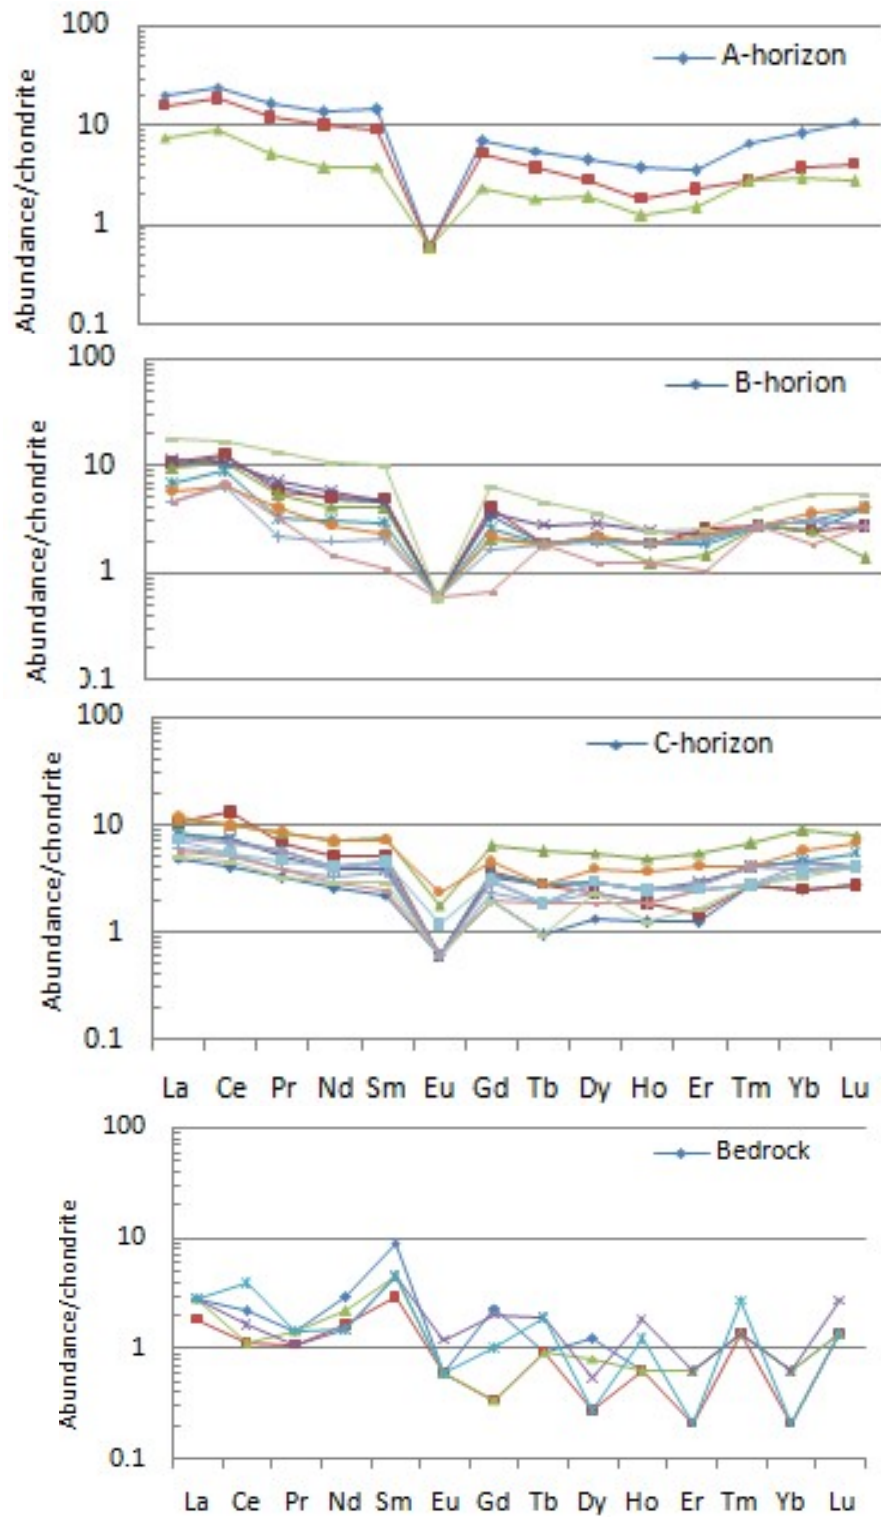 100
A-horizon
10
1
0.1
Abundance/chondrite
100
B-horion
10
1
0.1
Abundance/chondrite
100
C-horizon
10
1
0.1
Abundance/chondrite
La Ce Pr Nd Sm Eu Gd Tb Dy Ho Er Tm Yb Lu
100
Bedrock
10
1
0.1
Abundance/chondrite
La Ce Pr Nd Sm Eu Gd Tb Dy Ho Er Tm Yb Lu